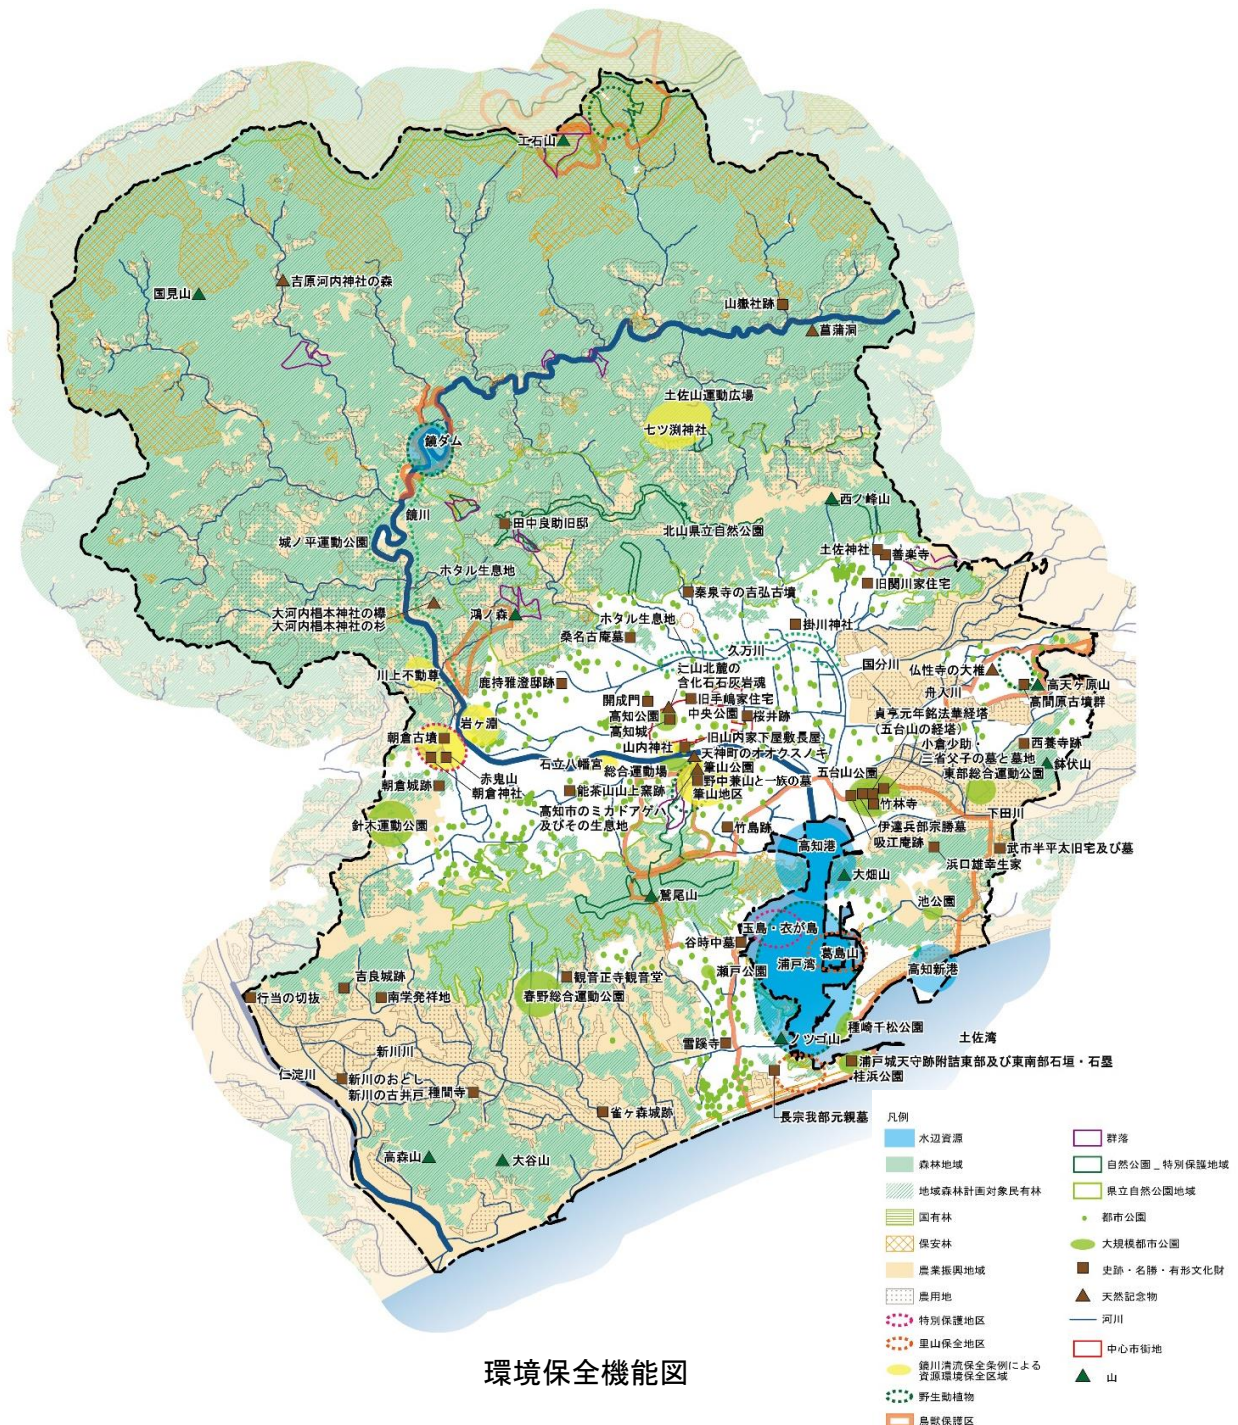 工石山
国見山
吉原河内神社の森
山嶽社跡
菖蒲洞
土佐山運動広場
七ツ渕神社
鏡ダム
西ノ峰山
鏡川
田中良助旧邸
北山県立自然公園
城ノ平運動公園
土佐神社
善楽寺
ホタル生息地
旧関川家住宅
秦泉寺の吉弘古墳
大河内椙本神社の欅
大河内椙本神社の杉
鴻ノ森
ホタル生息地
掛川神社
桑名古庵墓
久万川
国分川
仏性寺の大椎
川上不動尊
鹿持雅澄邸跡
辷山北麓の
含化石石灰岩塊
舟入川
高天ヶ原山
高間原古墳群
開成門
旧手嶋家住宅
高知公園
中央公園
桜井跡
貞亨元年銘法華経塔
(五台山の経塔)
岩ヶ淵
高知城
朝倉古墳
山内神社
旧山内家下屋敷長屋
小倉少助・
三省父子の墓と墓地
西養寺跡
天神町のオオクスノキ
石立八幡宮
総合運動場
筆山公園
五台山公園
東部総合運動公園
鉢伏山
赤鬼山
朝倉神社
野中兼山と一族の墓
朝倉城跡
能茶山山上窯跡
筆山地区
竹林寺
高知市のミカドアゲハ
及びその生息地
下田川
針木運動公園
竹島跡
伊達兵部宗勝墓
吸江庵跡
武市半平太旧宅及び墓
高知港
浜口雄幸生家
大畑山
鷲尾山
池公園
玉島・衣が島
谷時中墓
葛島山
浦戸湾
吉良城跡
観音正寺観音堂
瀬戸公園
高知新港
行当の切抜
南学発祥地
春野総合運動公園
種崎千松公園
雪蹊寺
ノツゴ山
土佐湾
新川川
仁淀川
浦戸城天守跡附詰東部及び東南部石垣・石塁
新川のおどし
新川の古井戸
種間寺
桂浜公園
雀ヶ森城跡
長宗我部元親墓
高森山
大谷山
凡例
水辺資源
森林地域
地域森林計画対象民有林
国有林
保安林
農業振興地域
農用地
特別保護地区
里山保全地区
鏡川清流保全条例による
資源環境保全区域
野生動植物
鳥獣保護区
群落
自然公園_特別保護地域
県立自然公園地域
都市公園
大規模都市公園
史跡・名勝・有形文化財
天然記念物
河川
中心市街地
山
環境保全機能図